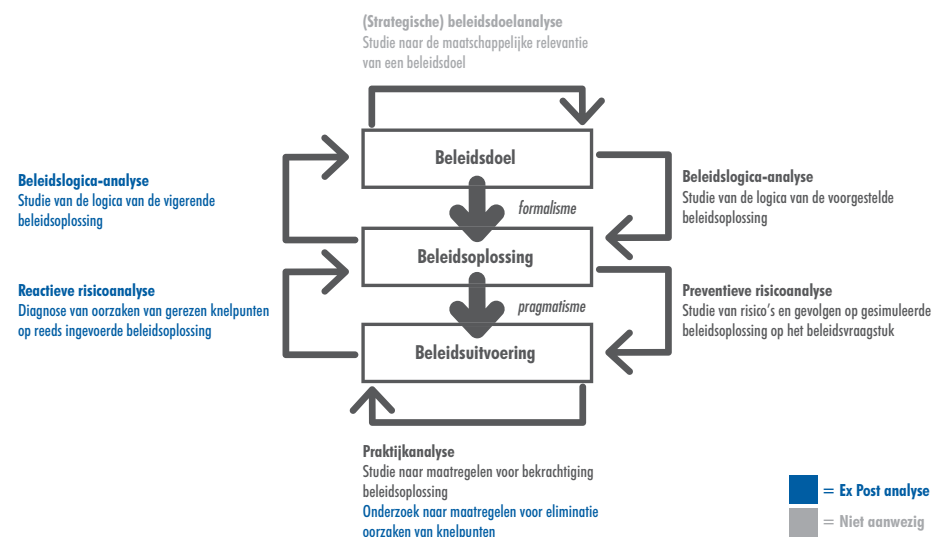 (Strategische) beleidsdoelanalyse
Studie naar de maatschappelijke relevantie
van een beleidsdoel
Beleidsdoel
Beleidslogica-analyse
Studie van de logica van de vigerende
beleidsoplossing
Beleidslogica-analyse
Studie van de logica van de voorgestelde
beleidsoplossing
formalisme
Beleidsoplossing
Reactieve risicoanalyse
Diagnose van oorzaken van gerezen knelpunten
op reeds ingevoerde beleidsoplossing
Preventieve risicoanalyse
Studie van risico's en gevolgen op gesimuleerde
beleidsoplossing op het beleidsvraagstuk
pragmatisme
Beleidsuitvoering
Praktijkanalyse
Studie naar maatregelen voor bekrachtiging
beleidsoplossing
Onderzoek naar maatregelen voor eliminatie
oorzaken van knelpunten
= Ex Post analyse
= Niet aanwezig